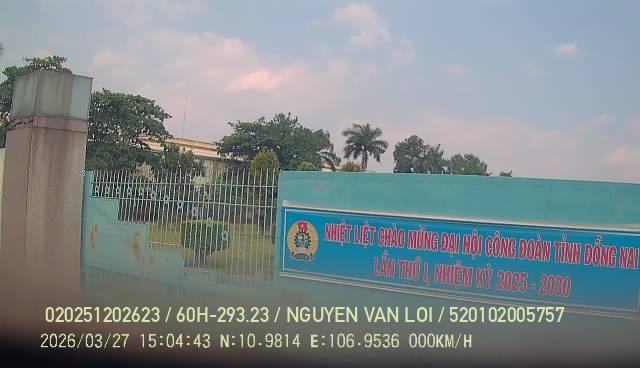 NHIỆT LIỆT CHÀO MỪNG ĐẠI HỘI CÔNG ĐOÀN TỈNH ĐỒNG NAI
LẦN THỨ I, NHIỆM KỲ 2025 - 2030
020251202623 / 60H-293.23 / NGUYEN VAN LOI / 520102005757
2026/03/27 15:04:43 N:10.9814 E:106.9536 000KM/H